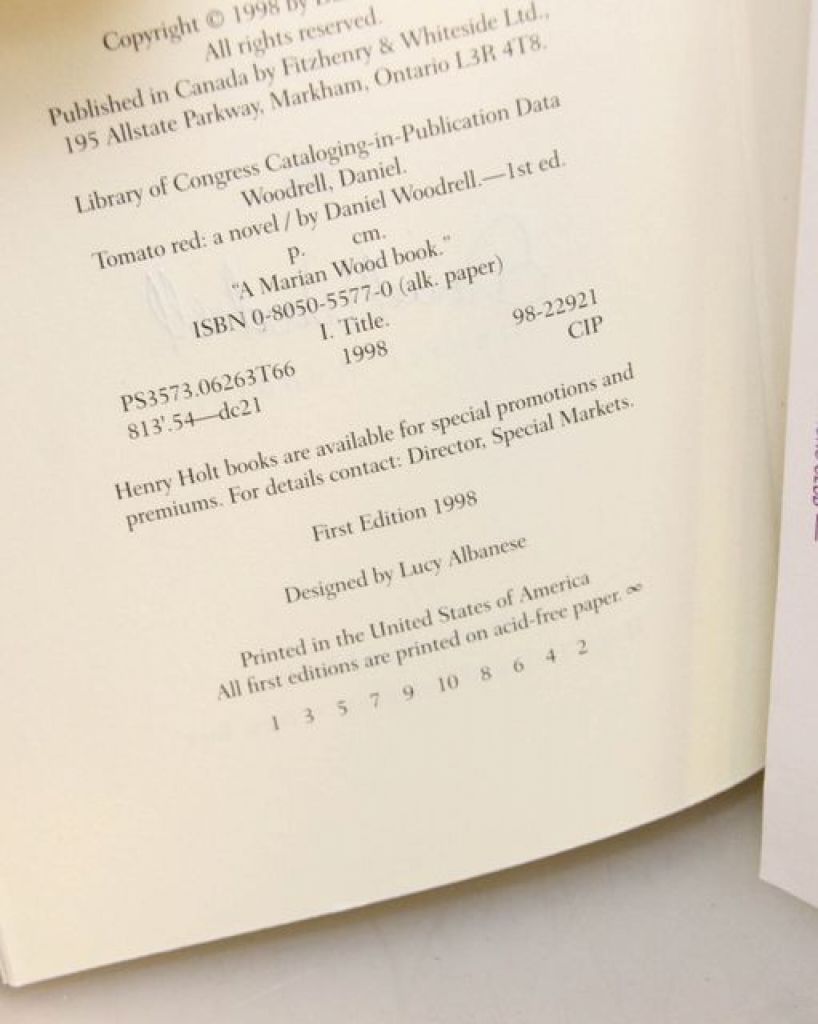 Copyright © 1998 by
All rights reserved.
Published in Canada by Fitzhenry & Whiteside Ltd.,
195 Allstate Parkway, Markham, Ontario L3R 4T8.
Library of Congress Cataloging-in-Publication Data
Woodrell, Daniel.
Tomato red: a novel / by Daniel Woodrell.—1st ed.
p. cm.
"A Marian Wood book."
ISBN 0-8050-5577-0 (alk. paper)
I. Title.
PS3573.06263T66 1998 98-22921
813'.54—dc21 CIP
Henry Holt books are available for special promotions and
premiums. For details contact: Director, Special Markets.
First Edition 1998
Designed by Lucy Albanese
Printed in the United States of America
All first editions are printed on acid-free paper. ∞
1 3 5 7 9 10 8 6 4 2